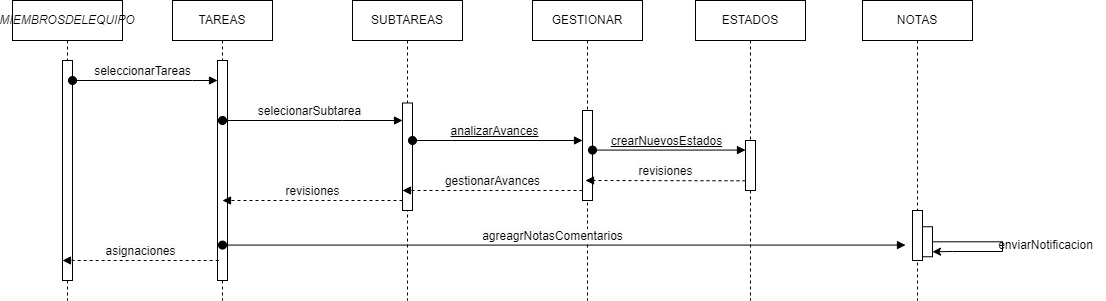 MIEMBROSDELEQUIPO
TAREAS
SUBTAREAS
GESTIONAR
ESTADOS
NOTAS
seleccionarTareas
selecionarSubtarea
analizarAvances
crearNuevosEstados
revisiones
gestionarAvances
revisiones
agreagrNotasComentarios
enviarNotificacion
asignaciones